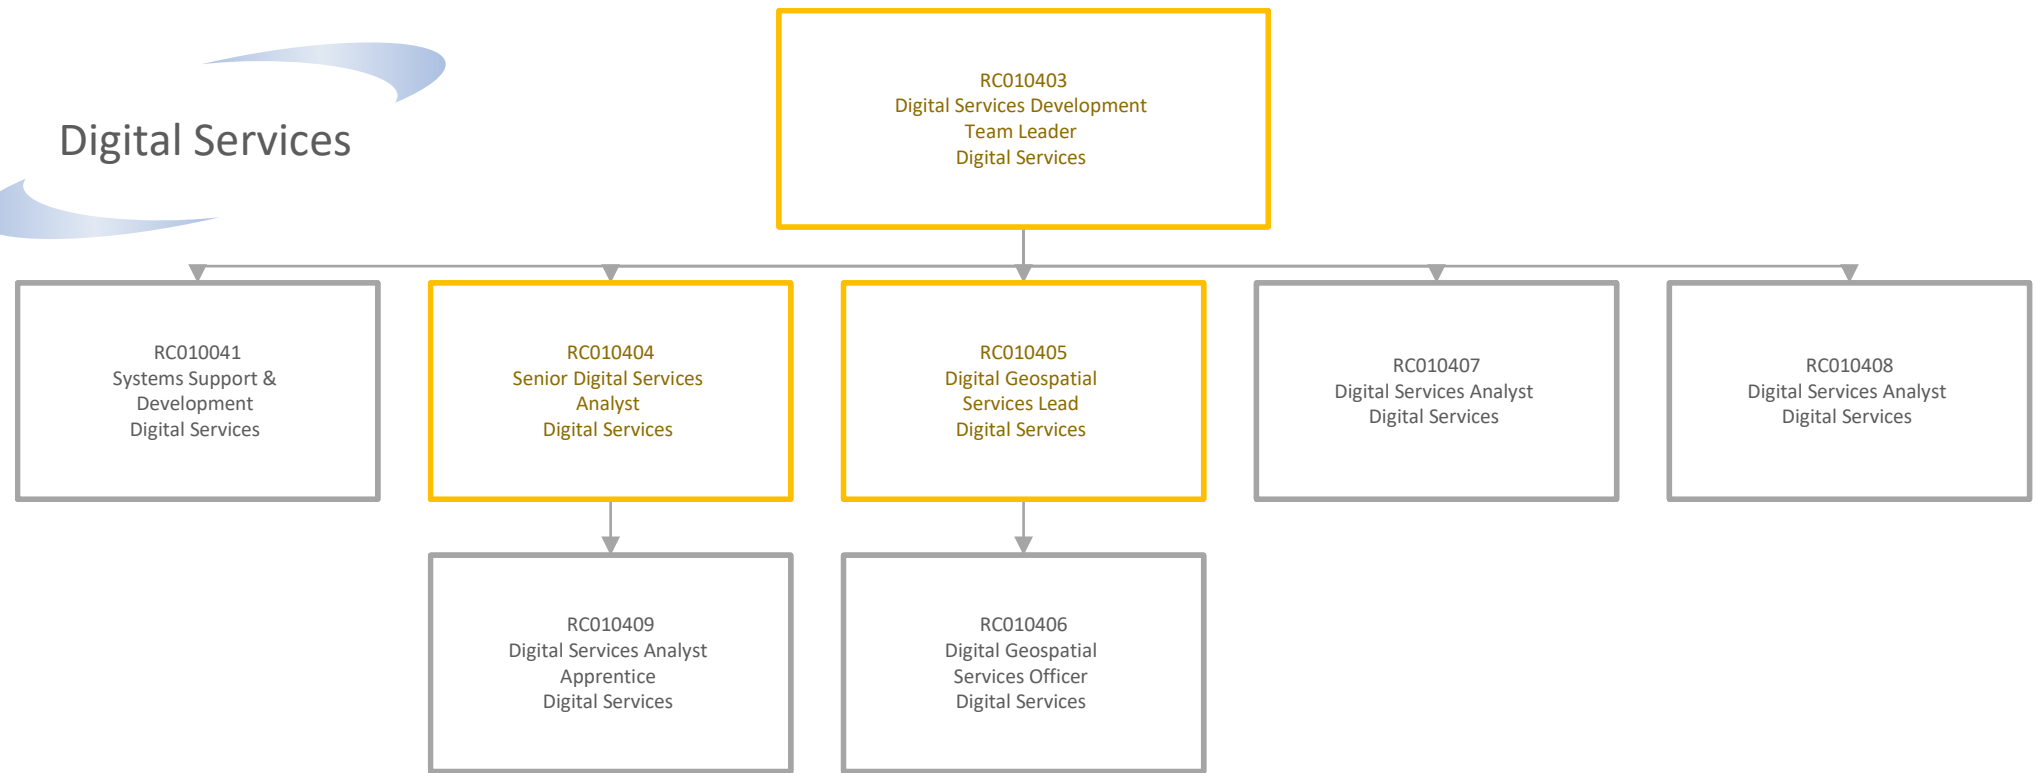 Digital Services
RC010403
Digital Services Development
Team Leader
Digital Services
RC010041
Systems Support &
Development
Digital Services
RC010404
Senior Digital Services
Analyst
Digital Services
RC010405
Digital Geospatial
Services Lead
Digital Services
RC010407
Digital Services Analyst
Digital Services
RC010408
Digital Services Analyst
Digital Services
RC010409
Digital Services Analyst
Apprentice
Digital Services
RC010406
Digital Geospatial
Services Officer
Digital Services